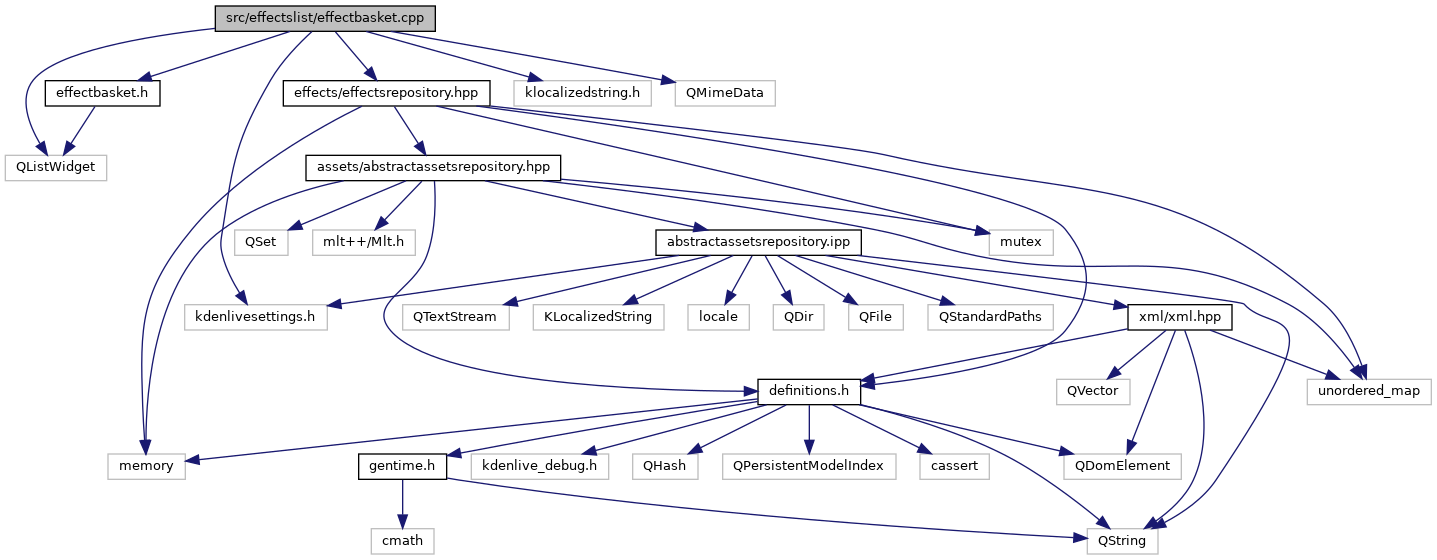 src/effectslist/effectbasket.cpp
effectbasket.h
effects/effectsrepository.hpp
klocalizedstring.h
QMimeData
QListWidget
assets/abstractassetsrepository.hpp
QSet
mlt++/Mlt.h
abstractassetsrepository.ipp
mutex
kdenlivesettings.h
QTextStream
KLocalizedString
locale
QDir
QFile
QStandardPaths
xml/xml.hpp
definitions.h
QVector
unordered_map
memory
gentime.h
kdenlive_debug.h
QHash
QPersistentModelIndex
cassert
QDomElement
cmath
QString